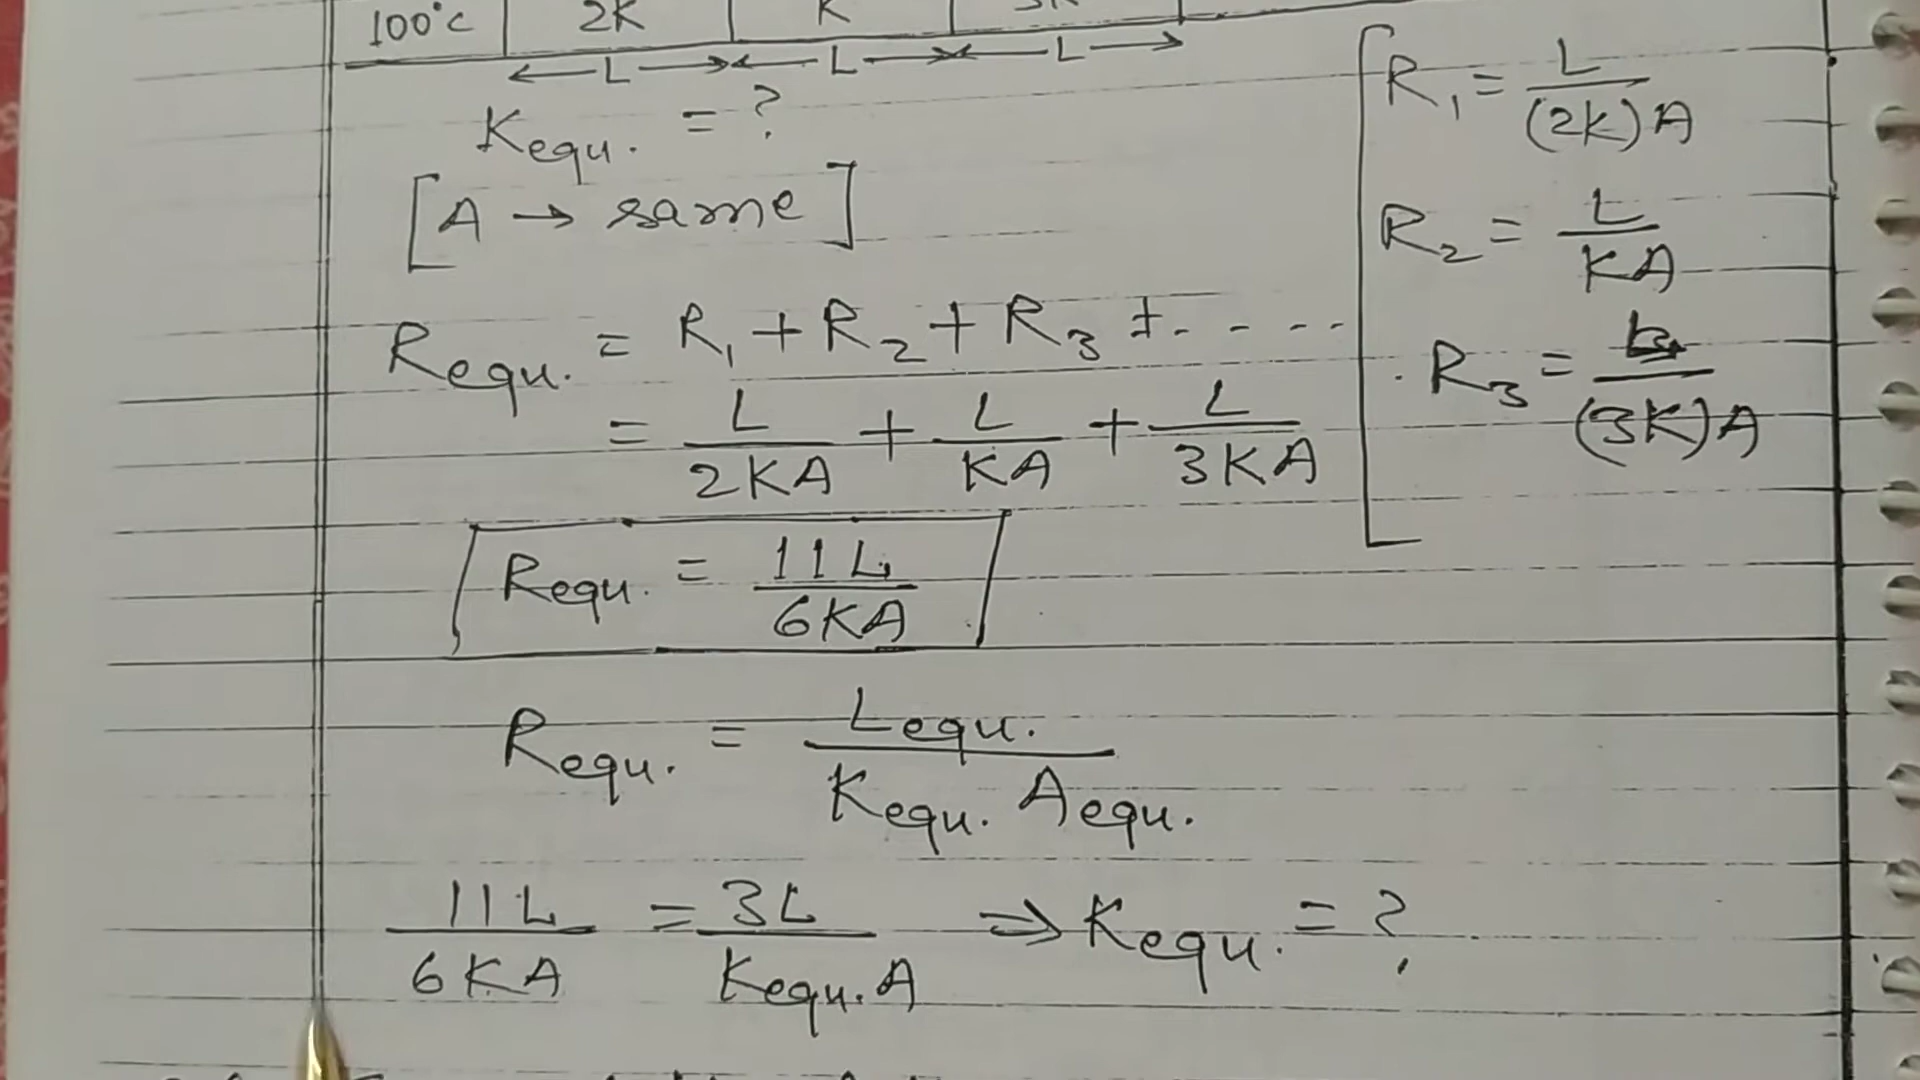 100°C 2K K 3K
L L L
Kequ. = ?
[A → same]
Requ. = R₁ + R₂ + R₃ + - - - -
= L/2KA + L/KA + L/3KA
Requ. = 11L/6KA
Requ. = Lequ./Kequ. Aequ.
11L/6KA = 3L/Kequ. A ⇒ Kequ. = ?
R₁ = L/(2K)A
R₂ = L/KA
R₃ = L/(3K)A